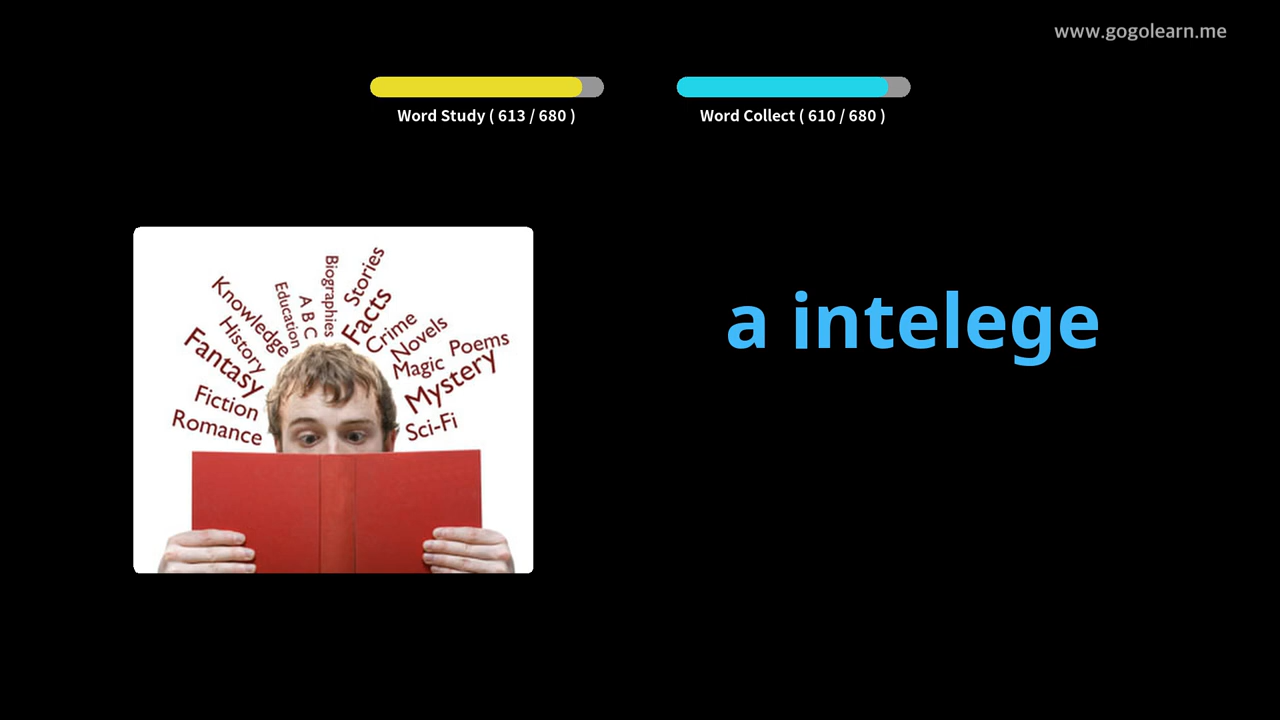 www.gogolearn.me
Word Study ( 613 / 680 )
Word Collect ( 610 / 680 )
a intelege
Knowledge
History
Fantasy
Fiction
Romance
Education
A B C
Biographies
Stories
Facts
Crime
Novels
Magic
Poems
Mystery
Sci-Fi